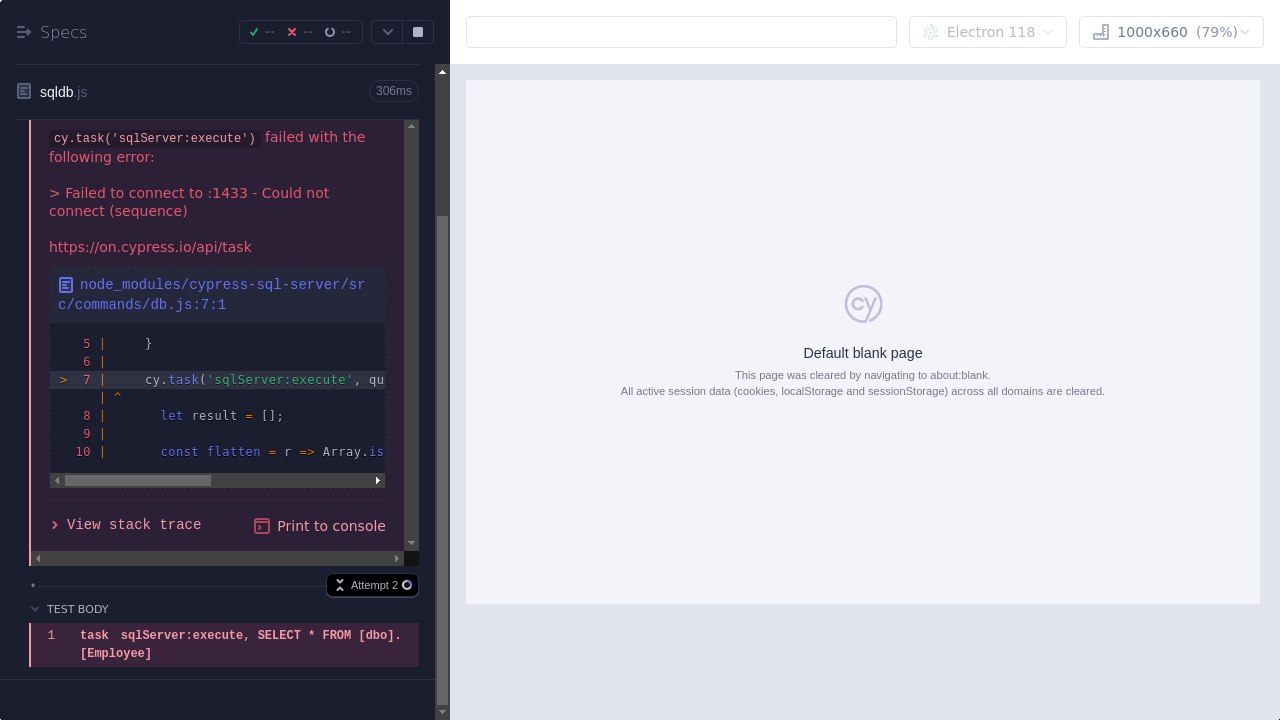 Specs
--
--
--
Electron 118
1000x660 (79%)
sqldb.js
306ms
cy.task('sqlServer:execute') failed with the
following error:
> Failed to connect to :1433 - Could not
connect (sequence)
https://on.cypress.io/api/task
node_modules/cypress-sql-server/sr
c/commands/db.js:7:1
5 | }
6 |
> 7 | cy.task('sqlServer:execute', qu
| ^
8 | let result = [];
9 |
10 | const flatten = r => Array.is
View stack trace
Print to console
Attempt 2
TEST BODY
1 task sqlServer:execute, SELECT * FROM [dbo].
[Employee]
cy
Default blank page
This page was cleared by navigating to about:blank.
All active session data (cookies, localStorage and sessionStorage) across all domains are cleared.